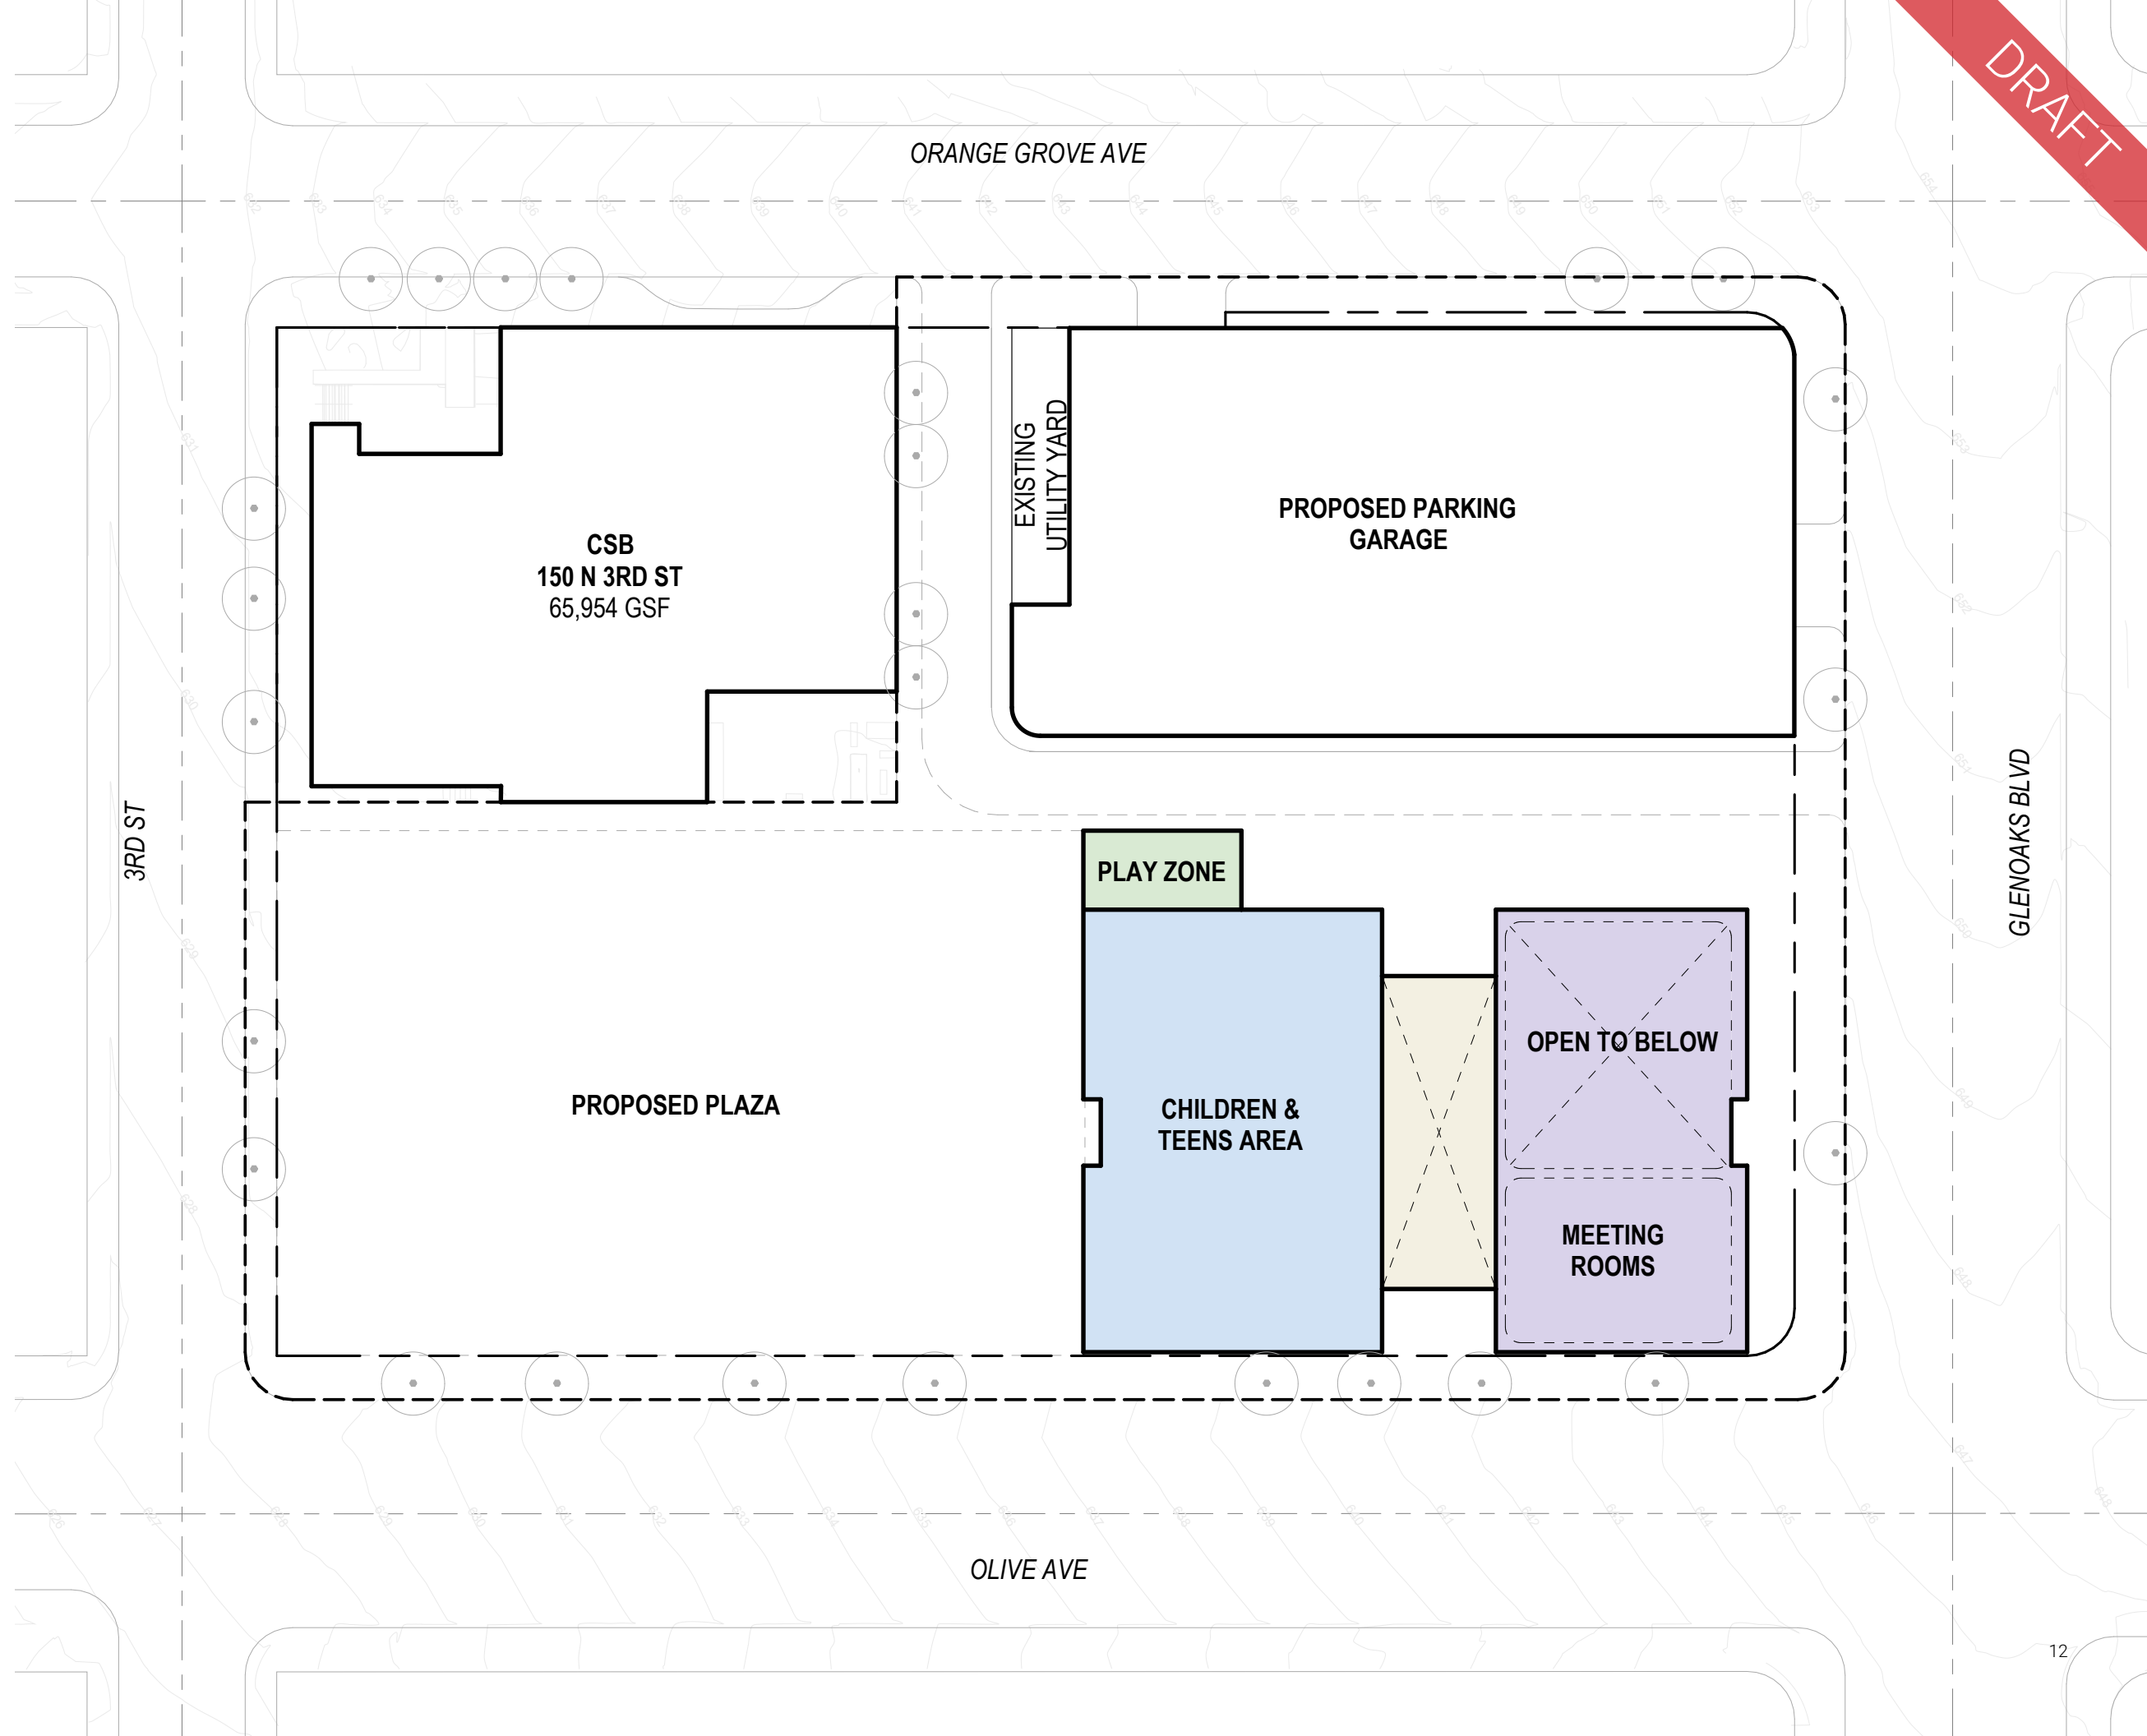 DRAFT
ORANGE GROVE AVE
EXISTING
UTILITY YARD
PROPOSED PARKING
GARAGE
CSB
150 N 3RD ST
65,954 GSF
3RD ST
GLENOAKS BLVD
PLAY ZONE
OPEN TO BELOW
PROPOSED PLAZA
CHILDREN &
TEENS AREA
MEETING
ROOMS
OLIVE AVE
12